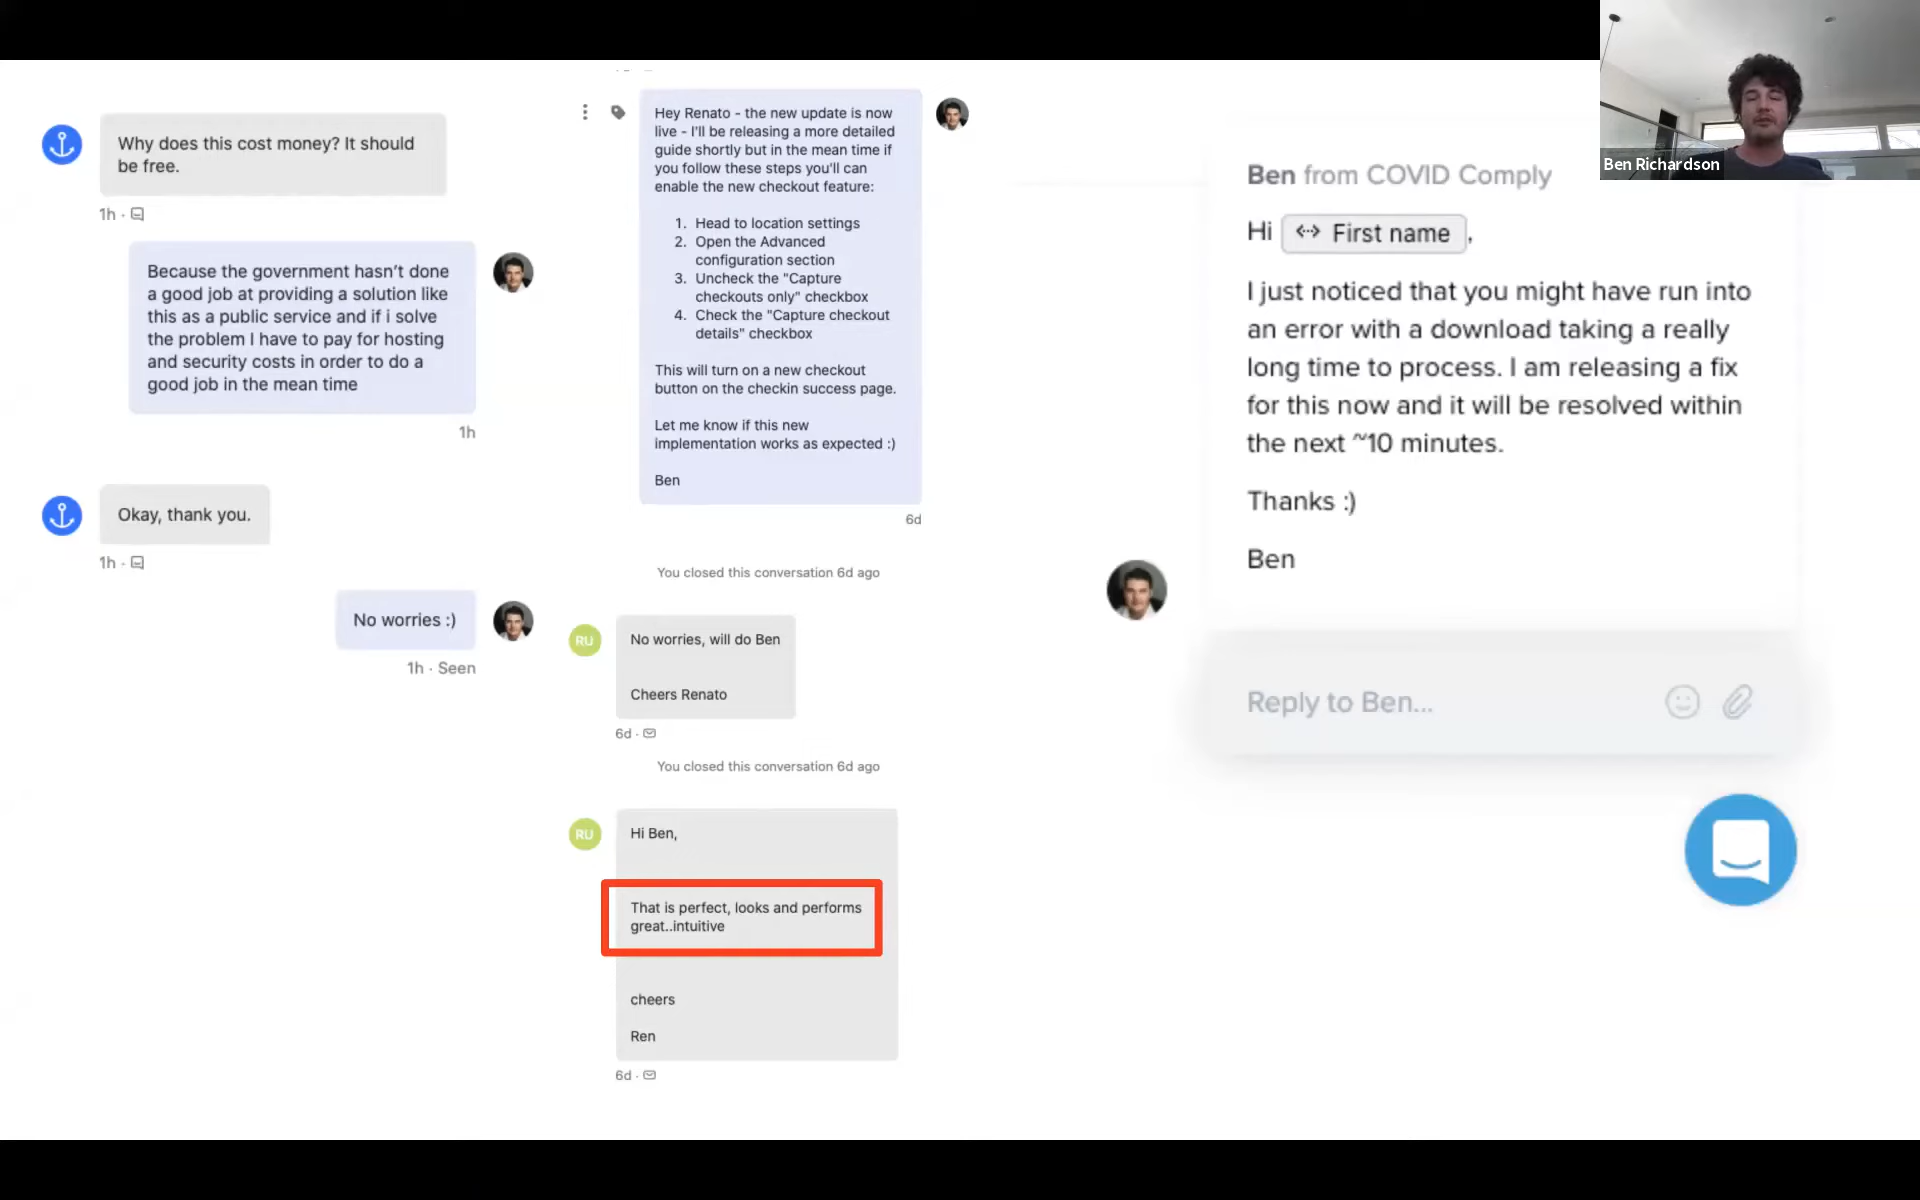 Why does this cost money? It should
be free.
1h ·
Because the government hasn't done
a good job at providing a solution like
this as a public service and if i solve
the problem I have to pay for hosting
and security costs in order to do a
good job in the mean time
1h
Okay, thank you.
1h ·
No worries :)
1h · Seen
Hey Renato - the new update is now
live - I'll be releasing a more detailed
guide shortly but in the mean time if
you follow these steps you'll can
enable the new checkout feature:
1. Head to location settings
2. Open the Advanced
configuration section
3. Uncheck the "Capture
checkouts only" checkbox
4. Check the "Capture checkout
details" checkbox
This will turn on a new checkout
button on the checkin success page.
Let me know if this new
implementation works as expected :)
Ben
6d
You closed this conversation 6d ago
RU
No worries, will do Ben
Cheers Renato
6d ·
You closed this conversation 6d ago
RU
Hi Ben,
That is perfect, looks and performs
great..intuitive
cheers
Ren
6d ·
Ben from COVID Comply
Hi First name,
I just noticed that you might have run into
an error with a download taking a really
long time to process. I am releasing a fix
for this now and it will be resolved within
the next ~10 minutes.
Thanks :)
Ben
Reply to Ben...
Ben Richardson